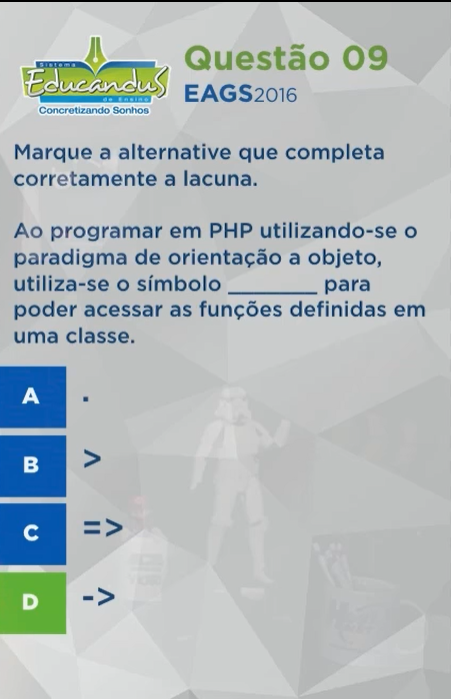 Sistema
Educandus
de Ensino
Concretizando Sonhos
Questão 09
EAGS2016
Marque a alternative que completa
corretamente a lacuna.
Ao programar em PHP utilizando-se o
paradigma de orientação a objeto,
utiliza-se o símbolo ________ para
poder acessar as funções definidas em
uma classe.
A .
B >
C =>
D ->